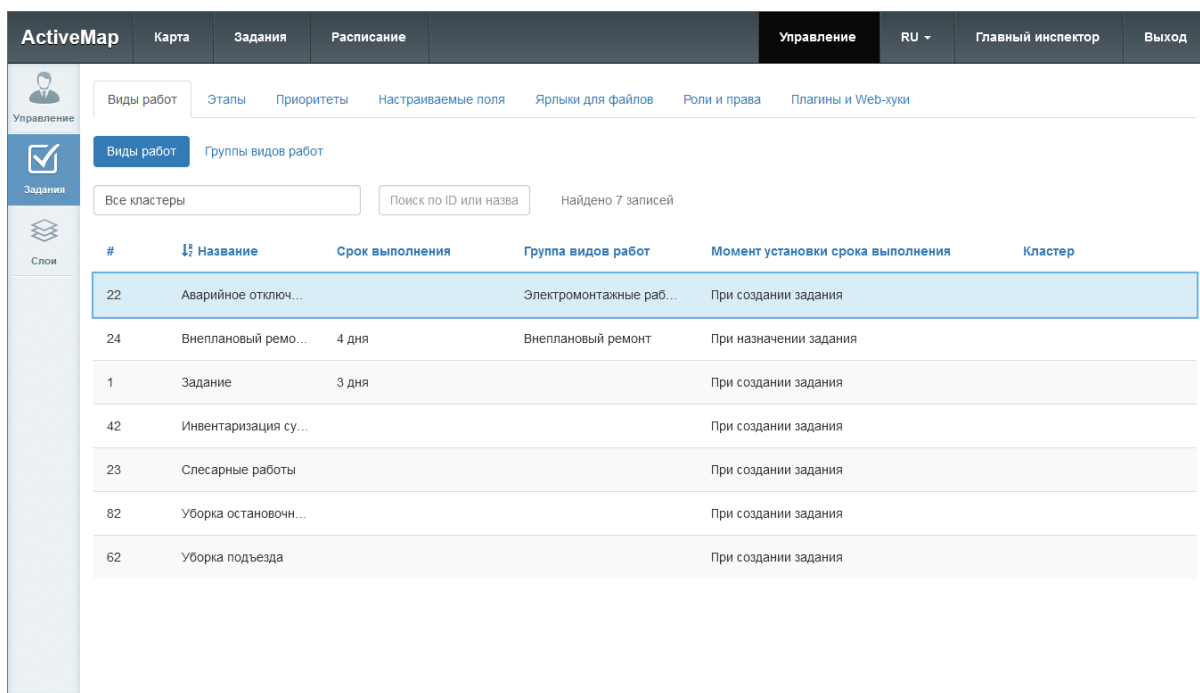 ActiveMap Карта Задания Расписание Управление RU Главный инспектор Выход
Управление
Задания
Слои
Виды работ Этапы Приоритеты Настраиваемые поля Ярлыки для файлов Роли и права Плагины и Web-хуки
Виды работ Группы видов работ
Все кластеры Поиск по ID или назва Найдено 7 записей
# Название Срок выполнения Группа видов работ Момент установки срока выполнения Кластер
22 Аварийное отключ... Электромонтажные раб... При создании задания
24 Внеплановый ремо... 4 дня Внеплановый ремонт При назначении задания
1 Задание 3 дня При создании задания
42 Инвентаризация су... При создании задания
23 Слесарные работы При создании задания
82 Уборка остановочн... При создании задания
62 Уборка подъезда При создании задания